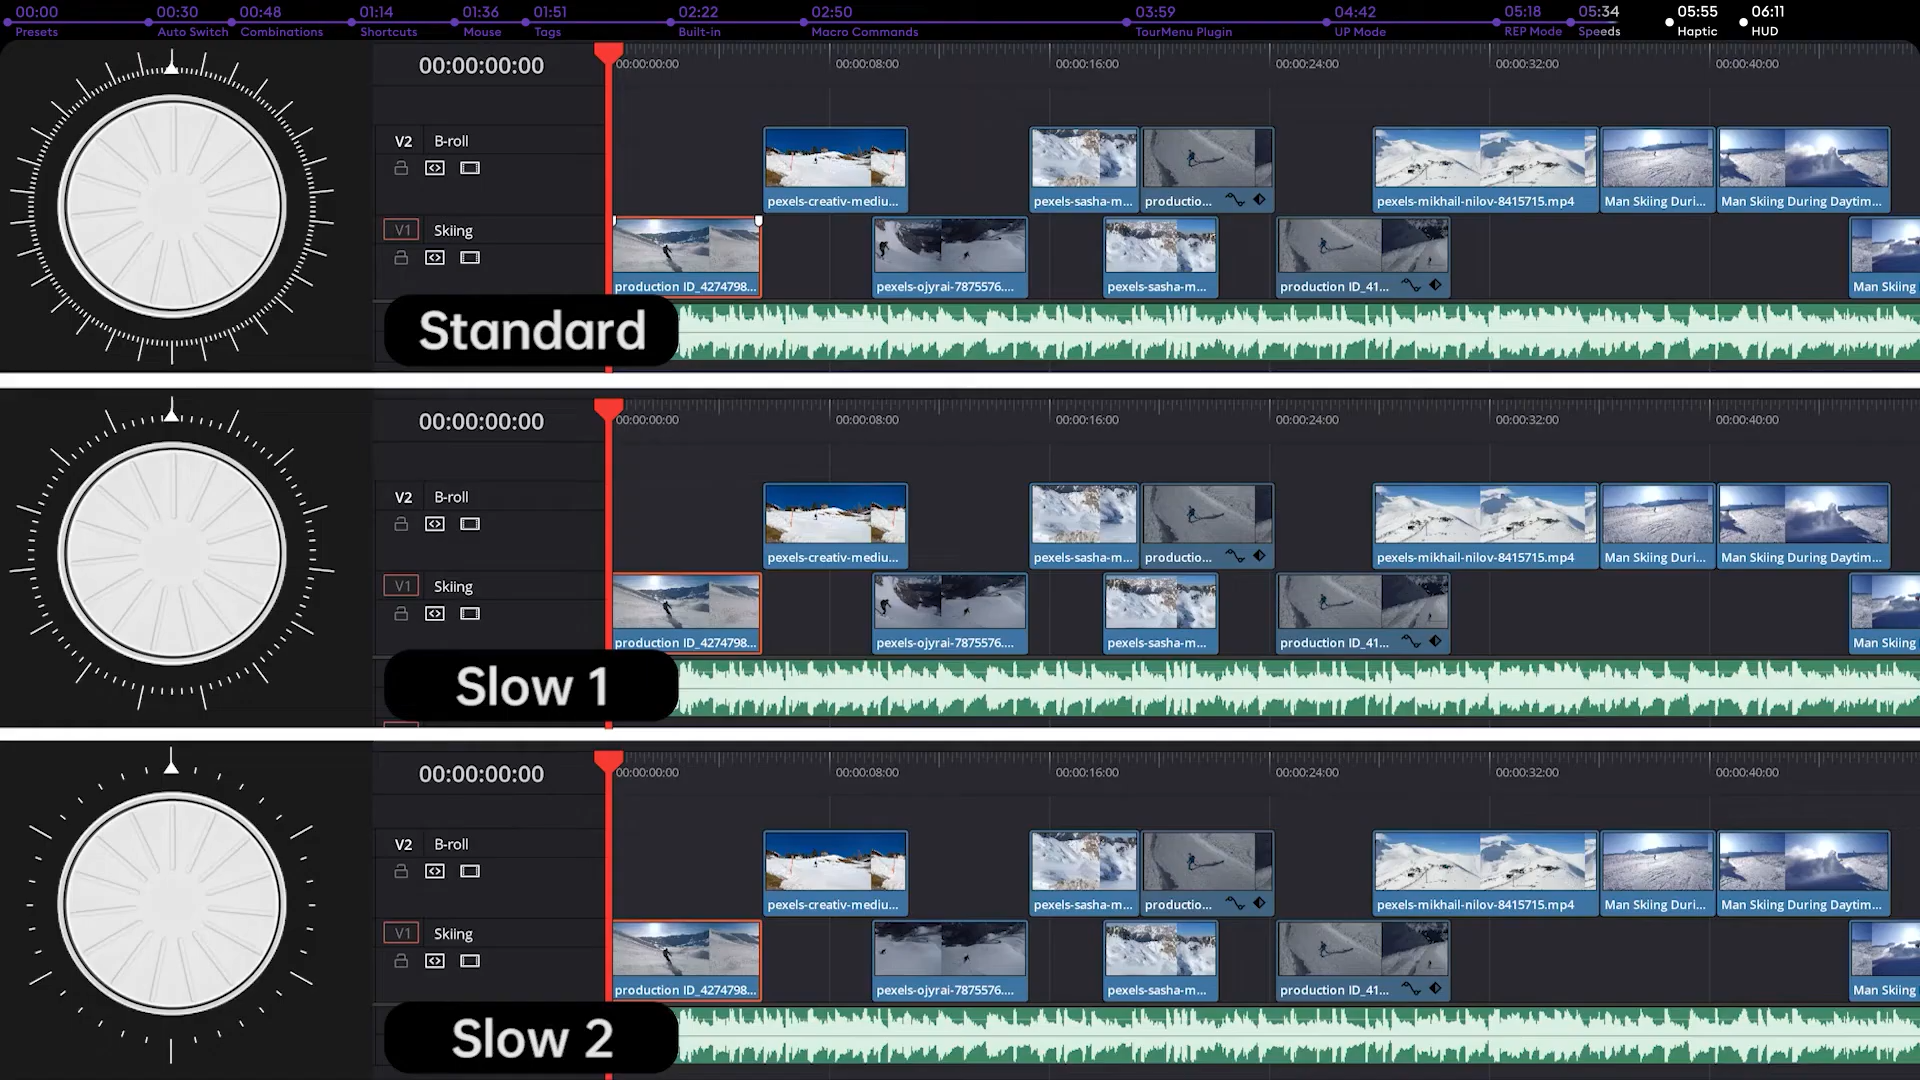 00:00 00:30 00:48 01:14 01:36 01:51 02:22 02:50 03:59 04:42 05:18 05:34 05:55 06:11
Presets Auto Switch Combinations Shortcuts Mouse Tags Built-in Macro Commands TourMenu Plugin UP Mode REP Mode Speeds Haptic HUD
00:00:00:00 00:00:00:00 00:00:08:00 00:00:16:00 00:00:24:00 00:00:32:00 00:00:40:00
V2 B-roll
pexels-creativ-mediu... pexels-sasha-m... productio... pexels-mikhail-nilov-8415715.mp4 Man Skiing Duri... Man Skiing During Daytim...
V1 Skiing
production ID_4274798... pexels-ojyrai-7875576.... pexels-sasha-m... production ID_41... Man Skiing
Standard
00:00:00:00 00:00:00:00 00:00:08:00 00:00:16:00 00:00:24:00 00:00:32:00 00:00:40:00
V2 B-roll
pexels-creativ-mediu... pexels-sasha-m... productio... pexels-mikhail-nilov-8415715.mp4 Man Skiing Duri... Man Skiing During Daytim...
V1 Skiing
production ID_4274798... pexels-ojyrai-7875576.... pexels-sasha-m... production ID_41... Man Skiing
Slow 1
00:00:00:00 00:00:00:00 00:00:08:00 00:00:16:00 00:00:24:00 00:00:32:00 00:00:40:00
V2 B-roll
pexels-creativ-mediu... pexels-sasha-m... productio... pexels-mikhail-nilov-8415715.mp4 Man Skiing Duri... Man Skiing During Daytim...
V1 Skiing
production ID_4274798... pexels-ojyrai-7875576.... pexels-sasha-m... production ID_41... Man Skiing
Slow 2